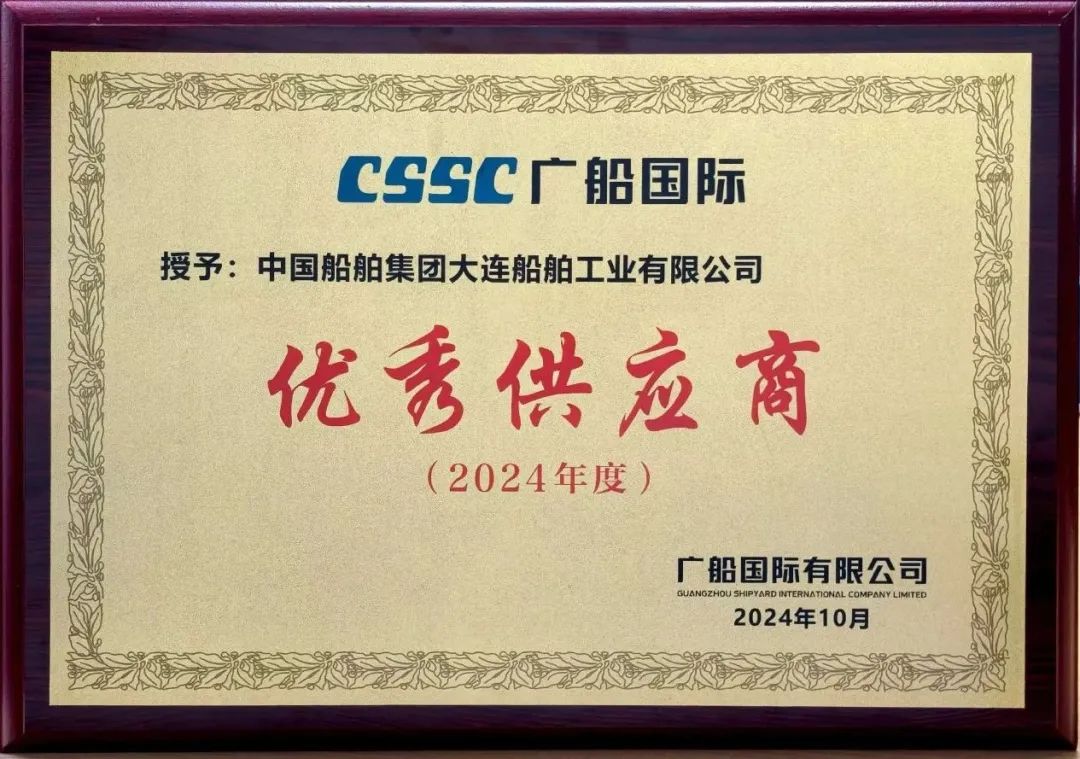 CSSC 广船国际
授予：中国船舶集团大连船舶工业有限公司
优秀供应商
（2024年度）
广船国际有限公司
GUANGZHOU SHIPYARD INTERNATIONAL COMPANY LIMITED
2024年10月